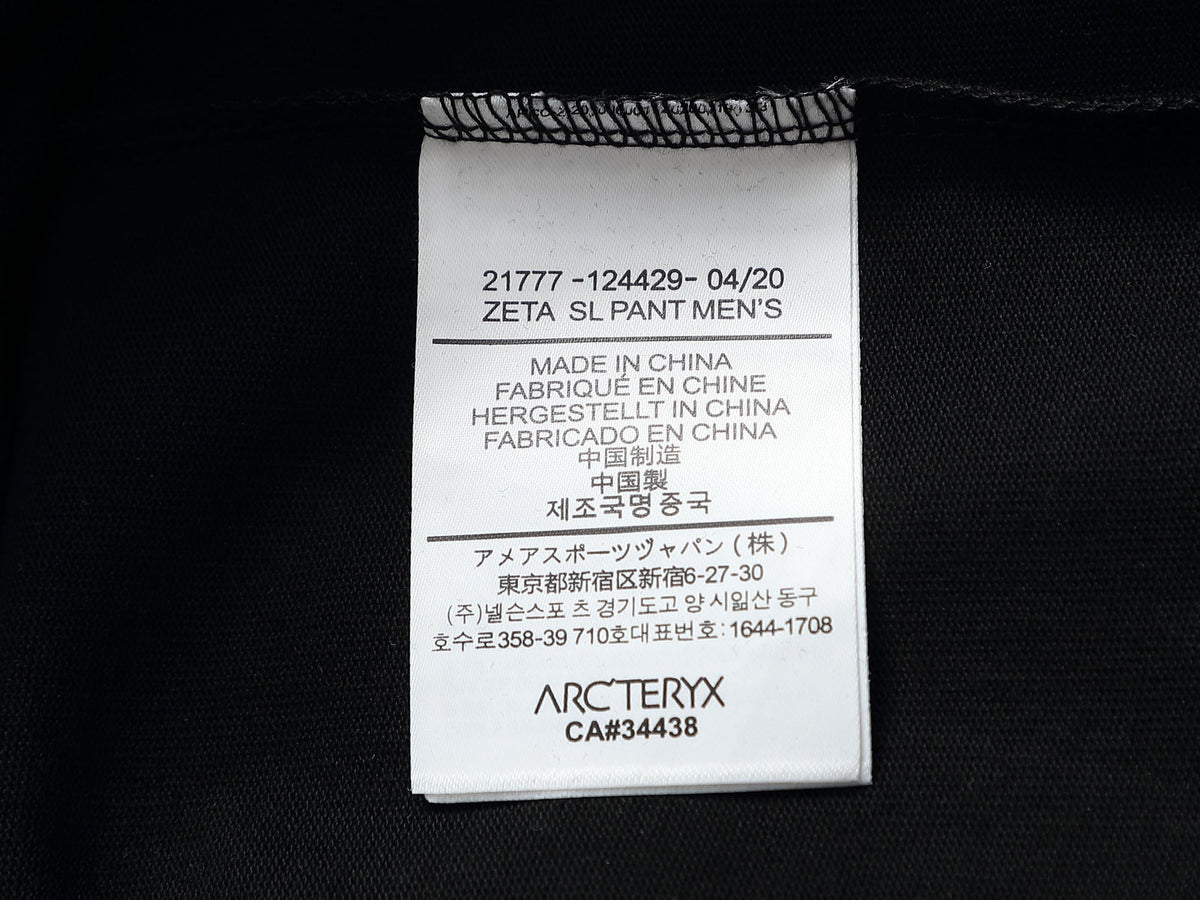 21777 -124429- 04/20
ZETA SL PANT MEN'S
MADE IN CHINA
FABRIQUÉ EN CHINE
HERGESTELLT IN CHINA
FABRICADO EN CHINA
中国制造
中国製
제조국명 중국
アメアスポーツヅャパン(株)
東京都新宿区新宿6-27-30
(주)넬슨스포 츠 경기도고 양 시잃산 동구
호수로358-39 710호대표번호:1644-1708
ARC'TERYX
CA#34438